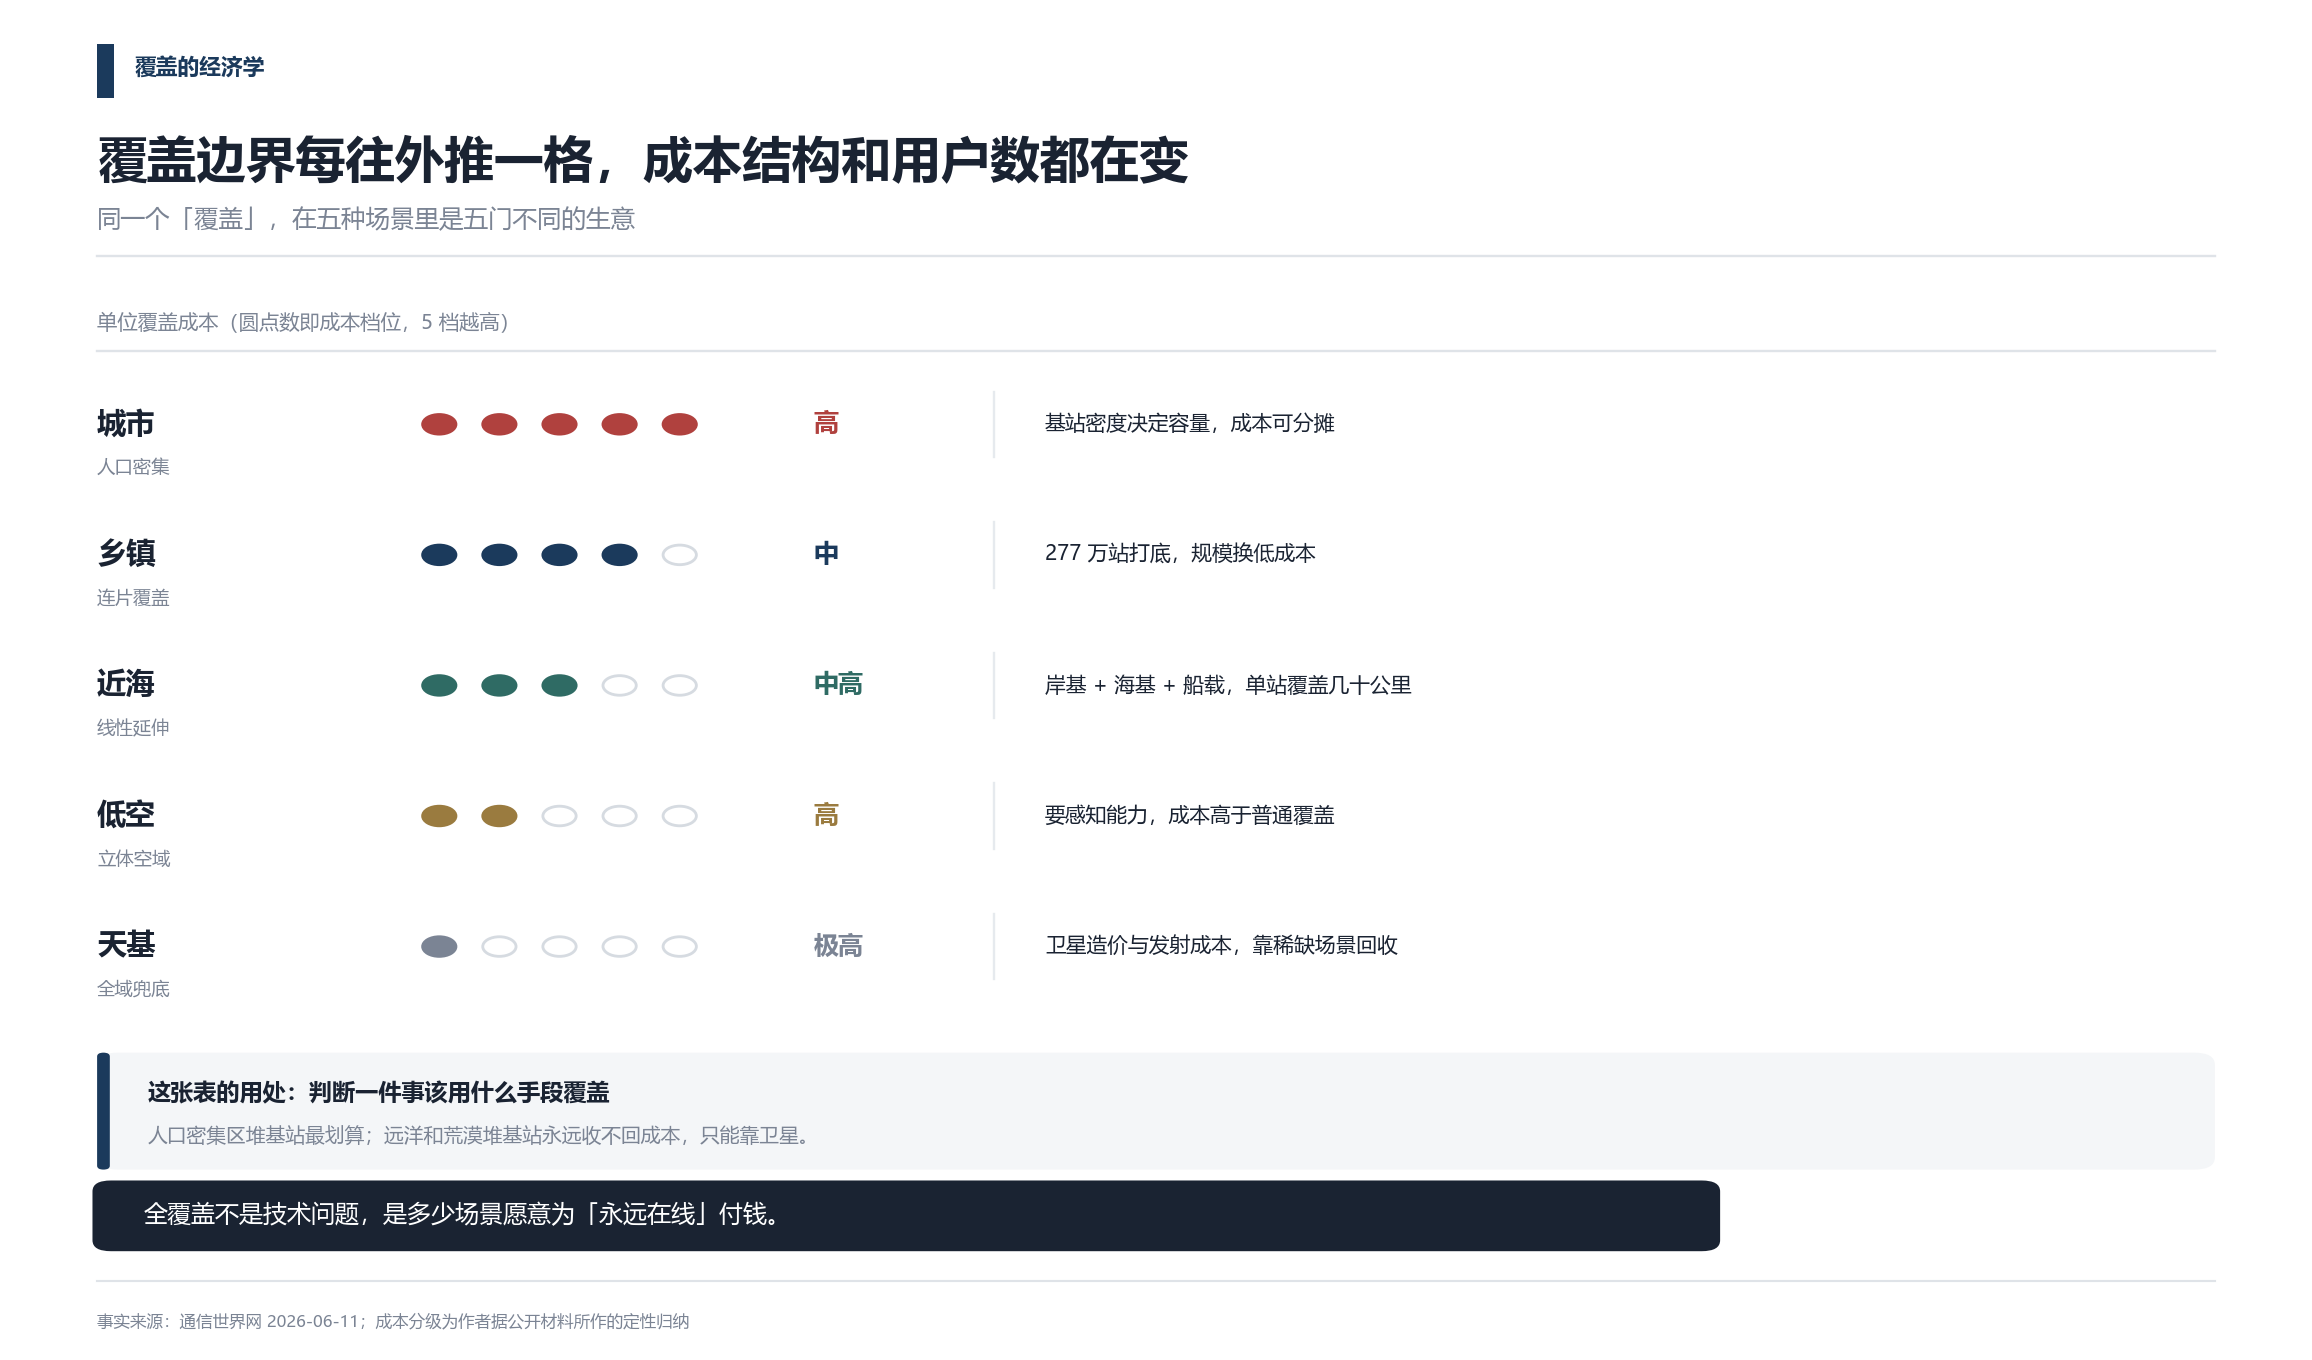 覆盖的经济学
覆盖边界每往外推一格，成本结构和用户数都在变
同一个「覆盖」，在五种场景里是五门不同的生意
单位覆盖成本（圆点数即成本档位，5 档越高）
城市
高
基站密度决定容量，成本可分摊
人口密集
乡镇
中
277 万站打底，规模换低成本
连片覆盖
近海
中高
岸基 + 海基 + 船载，单站覆盖几十公里
线性延伸
低空
高
要感知能力，成本高于普通覆盖
立体空域
天基
极高
卫星造价与发射成本，靠稀缺场景回收
全域兜底
这张表的用处：判断一件事该用什么手段覆盖
人口密集区堆基站最划算；远洋和荒漠堆基站永远收不回成本，只能靠卫星。
全覆盖不是技术问题，是多少场景愿意为「永远在线」付钱。
事实来源：通信世界网 2026-06-11；成本分级为作者据公开材料所作的定性归纳